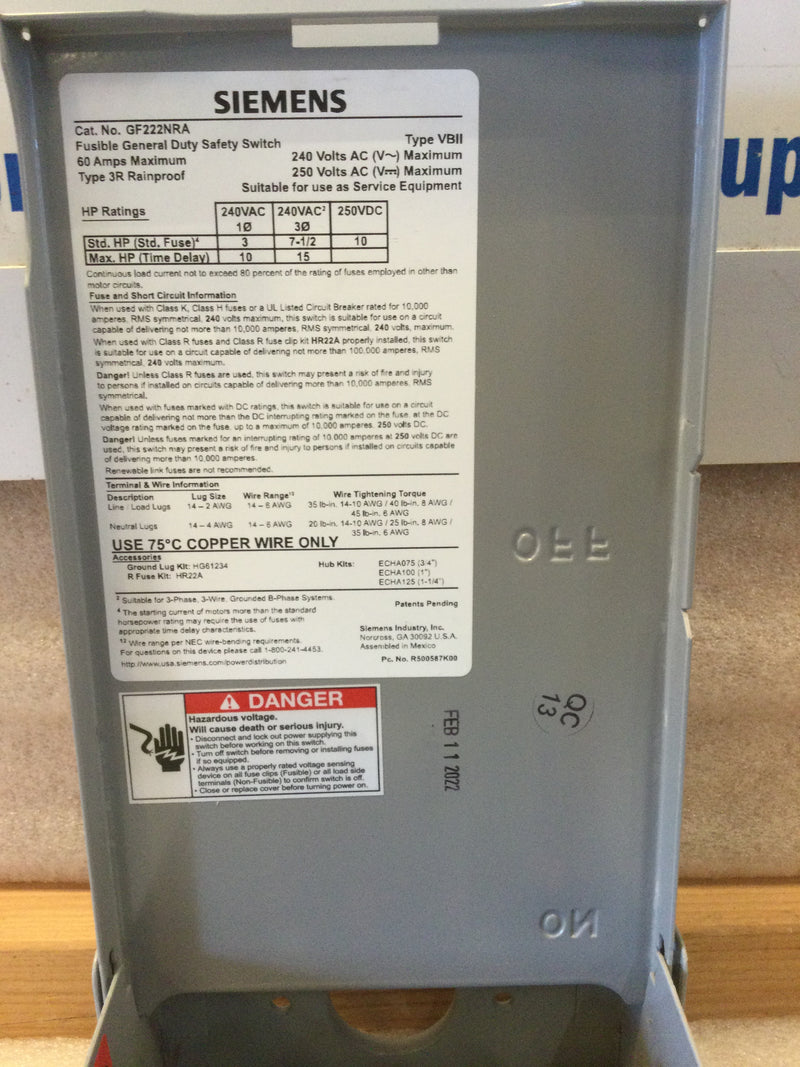 SIEMENS
Cat. No. GF222NRA
Fusible General Duty Safety Switch
60 Amps Maximum
Type 3R Rainproof
Type VBII
240 Volts AC (V~) Maximum
250 Volts AC (V⎓) Maximum
Suitable for use as Service Equipment
HP Ratings 240VAC 240VAC² 250VDC
1Ø 3Ø
Std. HP (Std. Fuse)⁴ 3 7-1/2 10
Max. HP (Time Delay) 10 15
Continuous load current not to exceed 80 percent of the rating of fuses employed in other than
motor circuits.
Fuse and Short Circuit Information
When used with Class K, Class H fuses or a UL Listed Circuit Breaker rated for 10,000
amperes, RMS symmetrical, 240 volts maximum, this switch is suitable for use on a circuit
capable of delivering not more than 10,000 amperes, RMS symmetrical, 240 volts, maximum.
When used with Class R fuses and Class R fuse clip kit HR22A properly installed, this switch
is suitable for use on a circuit capable of delivering not more than 100,000 amperes, RMS
symmetrical, 240 volts maximum.
Danger! Unless Class R fuses are used, this switch may present a risk of fire and injury
to persons if installed on circuits capable of delivering more than 10,000 amperes, RMS
symmetrical.
When used with fuses marked with DC ratings, this switch is suitable for use on a circuit
capable of delivering not more than the DC interrupting rating marked on the fuse, at the DC
voltage rating marked on the fuse, up to a maximum of 10,000 amperes, 250 volts DC.
Danger! Unless fuses marked for an interrupting rating of 10,000 amperes at 250 volts DC are
used, this switch may present a risk of fire and injury to persons if installed on circuits capable
of delivering more than 10,000 amperes.
Renewable link fuses are not recommended.
Terminal & Wire Information
Description Lug Size Wire Range¹² Wire Tightening Torque
Line / Load Lugs 14 – 2 AWG 14 – 6 AWG 35 lb-in. 14-10 AWG / 40 lb-in. 8 AWG /
45 lb-in. 6 AWG
Neutral Lugs 14 – 4 AWG 14 – 6 AWG 20 lb-in. 14-10 AWG / 25 lb-in. 8 AWG /
35 lb-in. 6 AWG
USE 75°C COPPER WIRE ONLY
Accessories
Ground Lug Kit: HG61234
R Fuse Kit: HR22A
Hub Kits: ECHA075 (3/4")
ECHA100 (1")
ECHA125 (1-1/4")
² Suitable for 3-Phase, 3-Wire, Grounded B-Phase Systems.
⁴ The starting current of motors more than the standard
horsepower rating may require the use of fuses with
appropriate time delay characteristics.
¹² Wire range per NEC wire-bending requirements.
For questions on this device please call 1-800-241-4453.
http://www.usa.siemens.com/powerdistribution
Patents Pending
Siemens Industry, Inc.
Norcross, GA 30092 U.S.A.
Assembled in Mexico
Pc. No. R500587K00
DANGER
Hazardous voltage.
Will cause death or serious injury.
• Disconnect and lock out power supplying this
switch before working on this switch.
• Turn off switch before removing or installing fuses
if so equipped.
• Always use a properly rated voltage sensing
device on all fuse clips (Fusible) or all load side
terminals (Non-Fusible) to confirm switch is off.
• Close or replace cover before turning power on.
FEB 11 2022
QC
13
OFF
ON
up